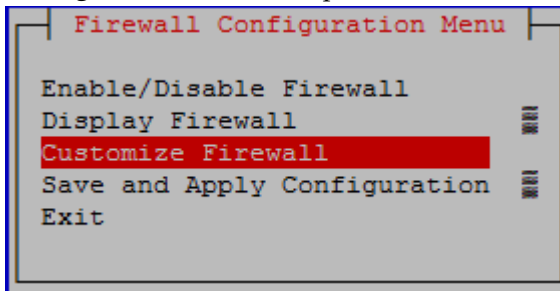 Firewall Configuration Menu
Enable/Disable Firewall
Display Firewall
Customize Firewall
Save and Apply Configuration
Exit